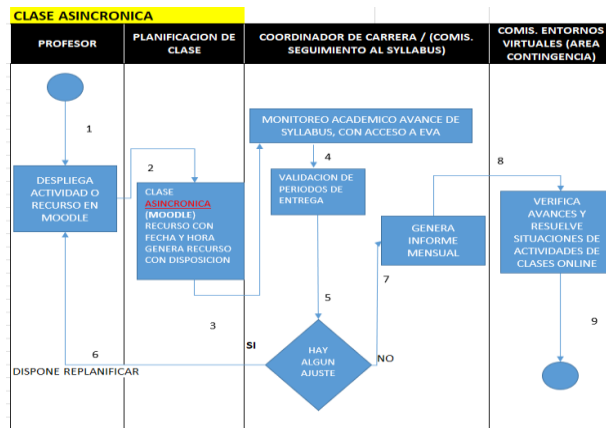 CLASE ASINCRONICA
PROFESOR
PLANIFICACION DE
CLASE
COORDINADOR DE CARRERA / (COMIS.
SEGUIMIENTO AL SYLLABUS)
COMIS. ENTORNOS
VIRTUALES (AREA
CONTINGENCIA)
1
DESPLIEGA
ACTIVIDAD O
RECURSO EN
MOODLE
2
CLASE
ASINCRONICA
(MOODLE)
RECURSO CON
FECHA Y HORA
GENERA RECURSO
CON DISPOSICION
3
MONITOREO ACADEMICO AVANCE DE
SYLLABUS, CON ACCESO A EVA
4
VALIDACION DE
PERIODOS DE
ENTREGA
5
HAY
ALGUN
AJUSTE
SI
6
DISPONE REPLANIFICAR
NO
7
GENERA
INFORME
MENSUAL
8
VERIFICA
AVANCES Y
RESUELVE
SITUACIONES DE
ACTIVIDADES DE
CLASES ONLINE
9